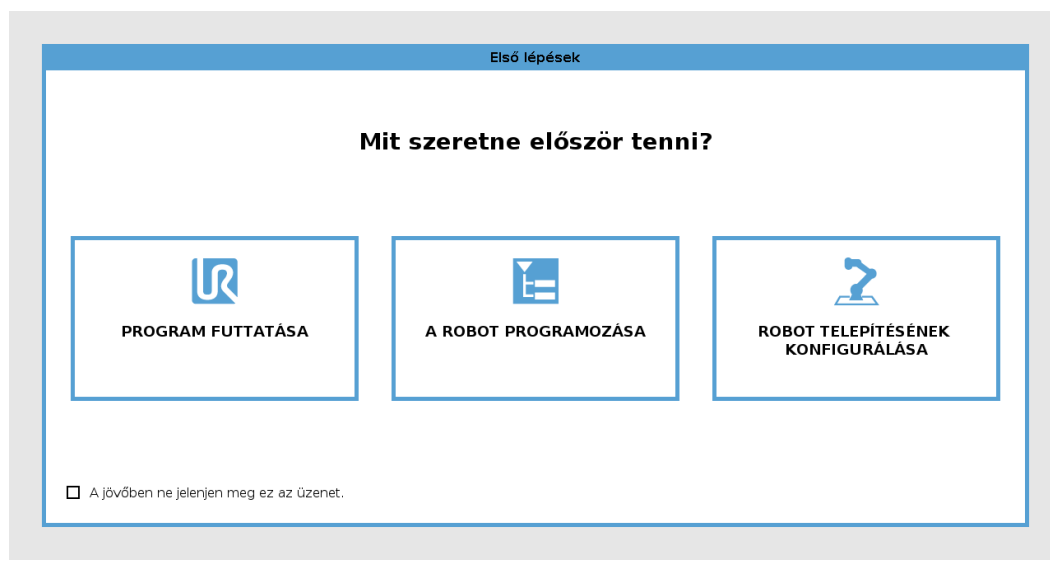 Első lépések
Mit szeretne először tenni?
PROGRAM FUTTATÁSA
A ROBOT PROGRAMOZÁSA
ROBOT TELEPÍTÉSÉNEK
KONFIGURÁLÁSA
A jövőben ne jelenjen meg ez az üzenet.